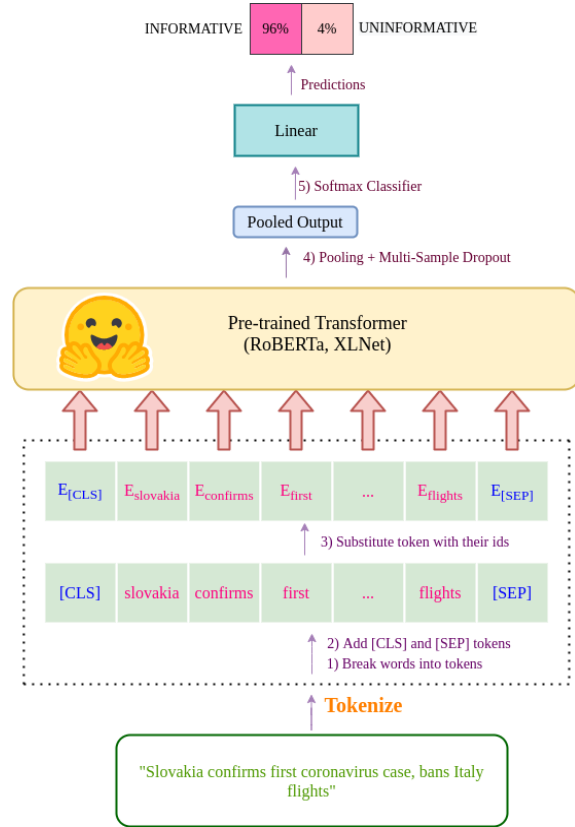 INFORMATIVE 96% 4% UNINFORMATIVE
Predictions
Linear
5) Softmax Classifier
Pooled Output
4) Pooling + Multi-Sample Dropout
Pre-trained Transformer
(RoBERTa, XLNet)
E[CLS] Eslovakia Econfirms Efirst ... Eflights E[SEP]
3) Substitute token with their ids
[CLS] slovakia confirms first ... flights [SEP]
2) Add [CLS] and [SEP] tokens
1) Break words into tokens
Tokenize
"Slovakia confirms first coronavirus case, bans Italy
flights"